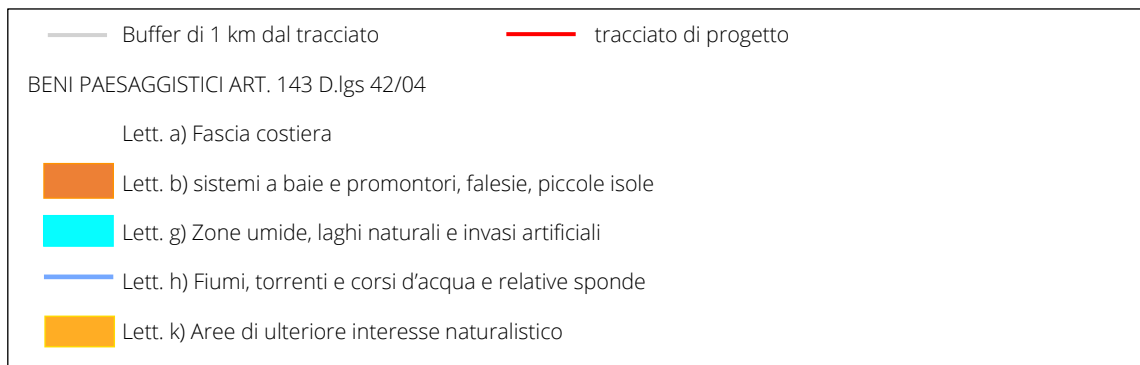 Buffer di 1 km dal tracciato tracciato di progetto
BENI PAESAGGISTICI ART. 143 D.lgs 42/04
Lett. a) Fascia costiera
Lett. b) sistemi a baie e promontori, falesie, piccole isole
Lett. g) Zone umide, laghi naturali e invasi artificiali
Lett. h) Fiumi, torrenti e corsi d’acqua e relative sponde
Lett. k) Aree di ulteriore interesse naturalistico